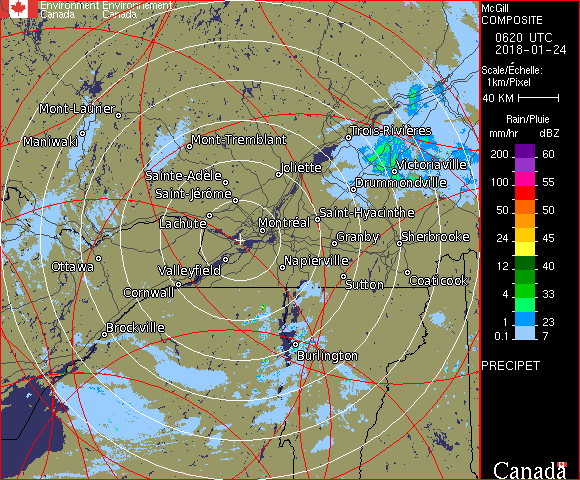 Environment Environnement
Canada Canada
Mont-Laurier
Maniwaki
Mont-Tremblant
Trois-Rivières
Joliette
Victoriaville
Sainte-Adèle
Drummondville
Saint-Jérôme
Saint-Hyacinthe
Lachute
Montréal
Granby
Sherbrooke
Ottawa
Valleyfield
Napierville
Sutton
Coaticook
Cornwall
Brockville
Burlington
McGill
COMPOSITE
0620 UTC
2018-01-24
Scale/Échelle:
1km/Pixel
40 KM
Rain/Pluie
mm/hr dBZ
200 60
100 55
50 50
24 45
12 40
4 33
1 23
0.1 7
PRECIPET
Canada